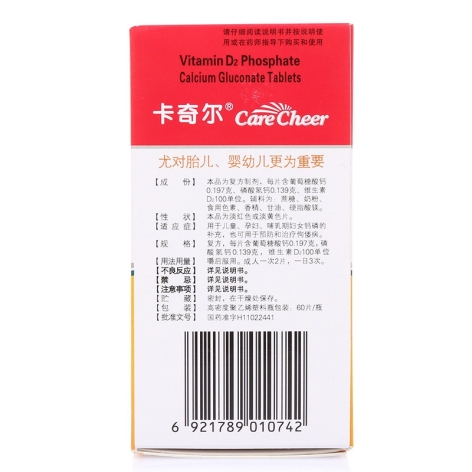 请仔细阅读说明书并按说明使
用或在药师指导下购买和使用
Vitamin D2 Phosphate
Calcium Gluconate Tablets
卡奇尔® CareCheer
尤对胎儿、婴幼儿更为重要
【成 份】 本品为复方制剂，每片含葡萄糖酸钙
0.197克、磷酸氢钙0.139克、维生素
D2100单位。辅料为：蔗糖、奶粉、
食用色素、香精、甘油、硬脂酸镁。
【性 状】 本品为淡红色或淡黄色片。
【适 应 症】 用于儿童、孕妇、哺乳期妇女钙磷的
补充，也可用于预防和治疗佝偻病。
【规 格】 复方，每片含葡萄糖酸钙0.197克,磷
酸氢钙0.139克，维生素D2100单位
【用法用量】 嚼后服用。成人一次2片，一日3次。
【不良反应】 详见说明书。
【禁 忌】 详见说明书。
【注意事项】 详见说明书。
【贮 藏】 密封，在干燥处保存。
【包 装】 高密度聚乙烯塑料瓶包装：60片/瓶
【批准文号】 国药准字H11022441
6 921789 010742